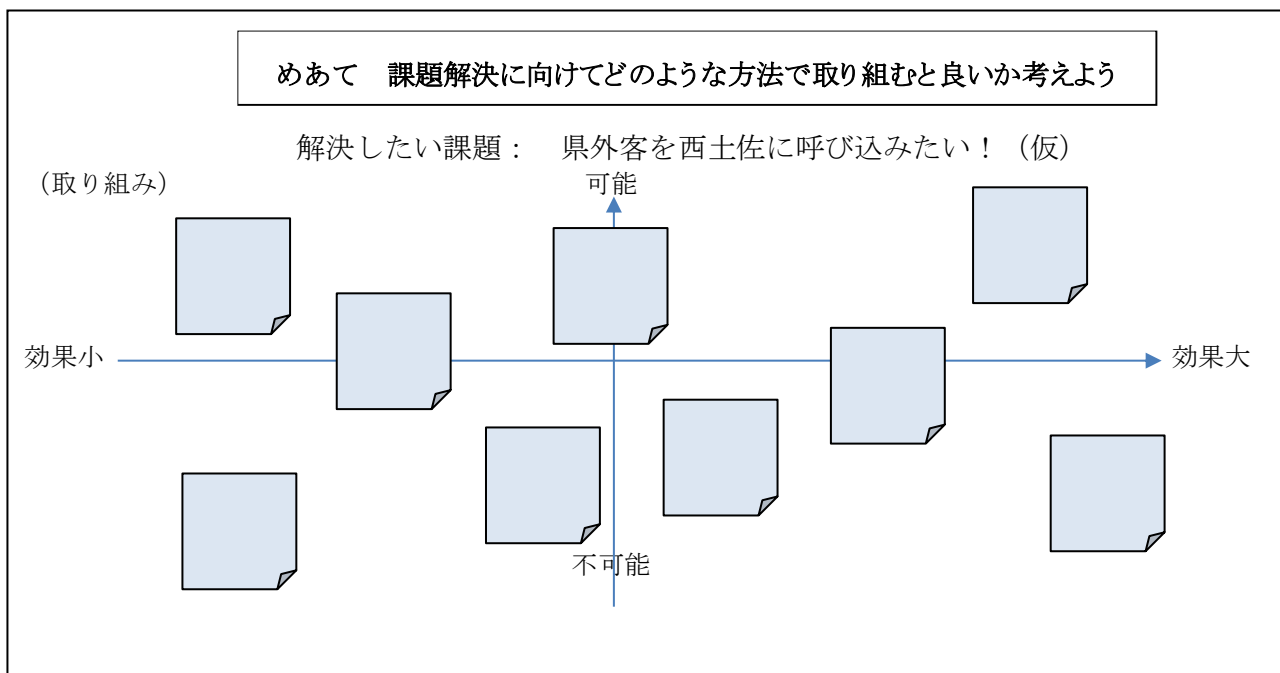 めあて　課題解決に向けてどのような方法で取り組むと良いか考えよう
解決したい課題：　県外客を西土佐に呼び込みたい！（仮）
（取り組み）
可能
効果小
効果大
不可能